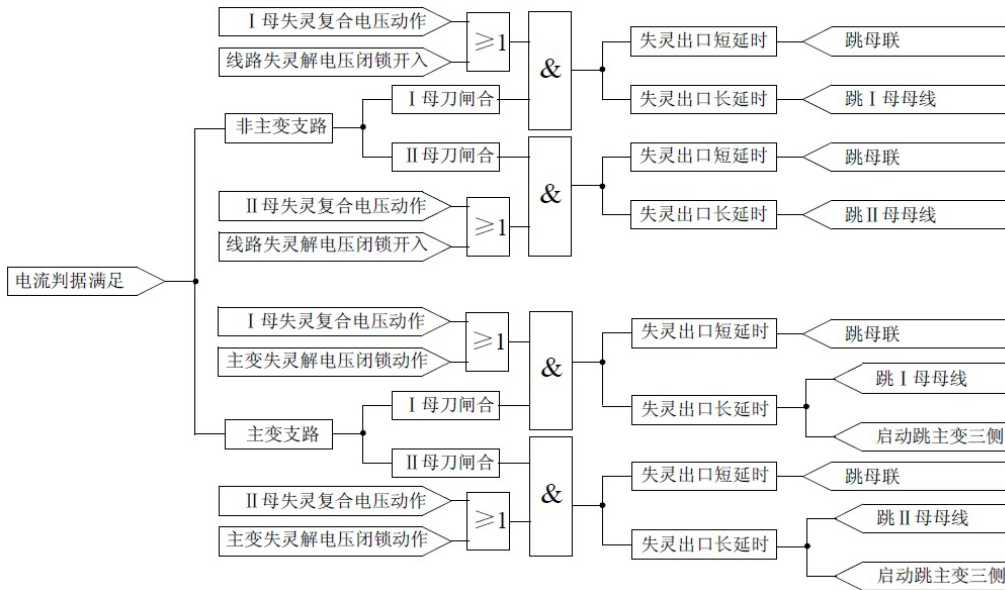 Ⅰ母失灵复合电压动作
线路失灵解电压闭锁开入
≥1
&
失灵出口短延时
跳母联
Ⅰ母刀闸合
失灵出口长延时
跳Ⅰ母母线
非主变支路
Ⅱ母刀闸合
&
失灵出口短延时
跳母联
Ⅱ母失灵复合电压动作
线路失灵解电压闭锁开入
≥1
失灵出口长延时
跳Ⅱ母母线
电流判据满足
Ⅰ母失灵复合电压动作
主变失灵解电压闭锁动作
≥1
&
失灵出口短延时
跳母联
Ⅰ母刀闸合
失灵出口长延时
跳Ⅰ母母线
启动跳主变三侧
主变支路
Ⅱ母刀闸合
&
失灵出口短延时
跳母联
Ⅱ母失灵复合电压动作
主变失灵解电压闭锁动作
≥1
失灵出口长延时
跳Ⅱ母母线
启动跳主变三侧